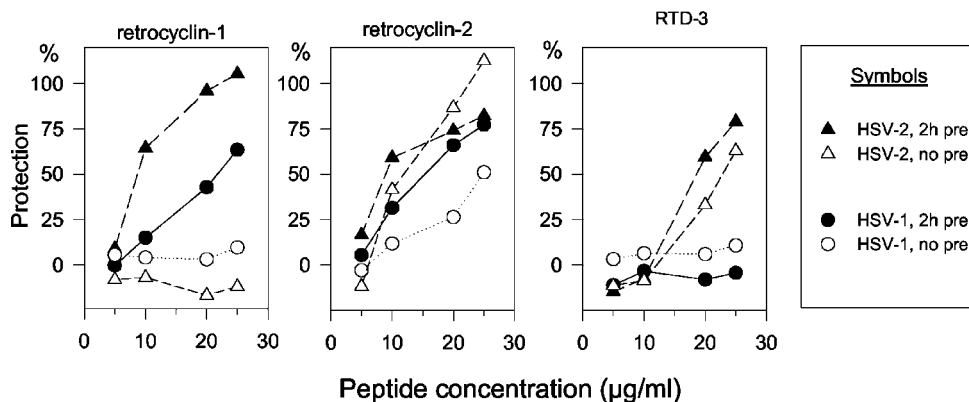 retrocyclin-1
retrocyclin-2
RTD-3
%
%
%
100
75
50
25
0
100
75
50
25
0
100
75
50
25
0
Protection
0 10 20 30
0 10 20 30
0 10 20 30
Peptide concentration (µg/ml)
Symbols
HSV-2, 2h pre
HSV-2, no pre
HSV-1, 2h pre
HSV-1, no pre